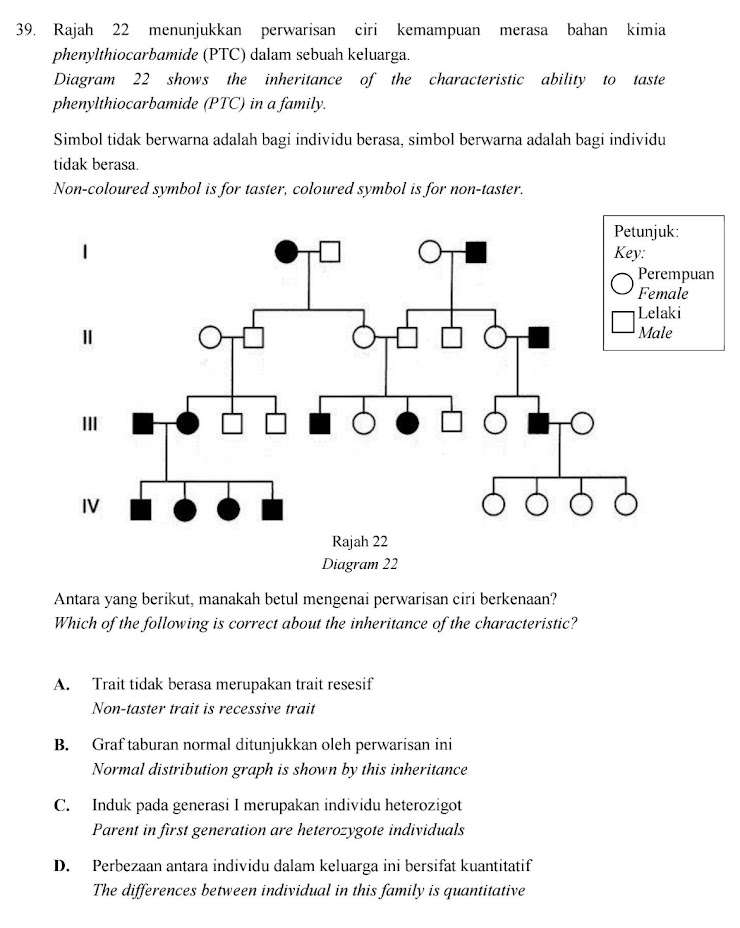 39. Rajah 22 menunjukkan perwarisan ciri kemampuan merasa bahan kimia
phenylthiocarbamide (PTC) dalam sebuah keluarga.
Diagram 22 shows the inheritance of the characteristic ability to taste
phenylthiocarbamide (PTC) in a family.
Simbol tidak berwarna adalah bagi individu berasa, simbol berwarna adalah bagi individu
tidak berasa.
Non-coloured symbol is for taster, coloured symbol is for non-taster.
Petunjuk:
Key:
Perempuan
Female
Lelaki
Male
I
II
III
IV
Rajah 22
Diagram 22
Antara yang berikut, manakah betul mengenai perwarisan ciri berkenaan?
Which of the following is correct about the inheritance of the characteristic?
A. Trait tidak berasa merupakan trait resesif
Non-taster trait is recessive trait
B. Graf taburan normal ditunjukkan oleh perwarisan ini
Normal distribution graph is shown by this inheritance
C. Induk pada generasi I merupakan individu heterozigot
Parent in first generation are heterozygote individuals
D. Perbezaan antara individu dalam keluarga ini bersifat kuantitatif
The differences between individual in this family is quantitative